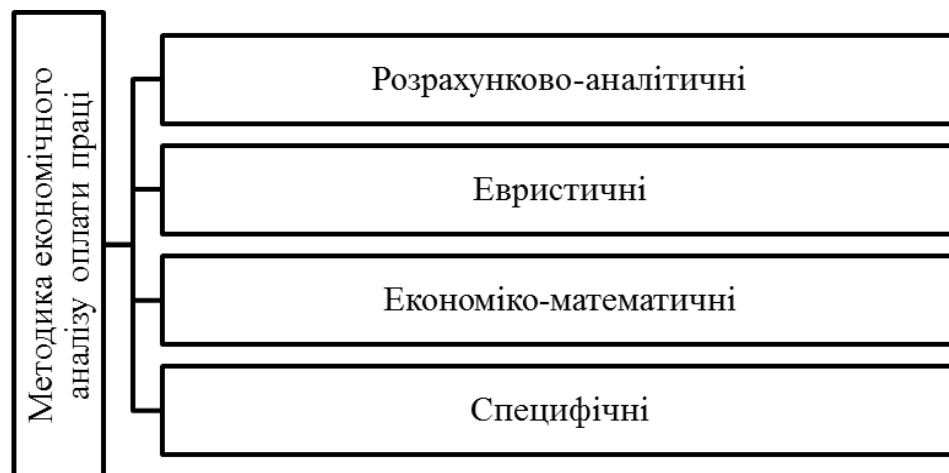 Методика економічного
аналізу оплати праці
Розрахунково-аналітичні
Евристичні
Економіко-математичні
Специфічні